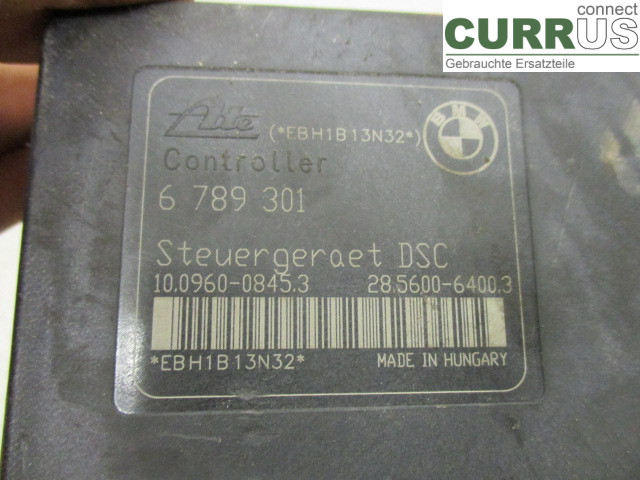 connect
CURRUS
Gebrauchte Ersatzteile
Ate (*EBH1B13N32*)
BMW
Controller
6 789 301
Steuergeraet DSC
10.0960-0845.3 28.5600-6400.3
*EBH1B13N32* MADE IN HUNGARY